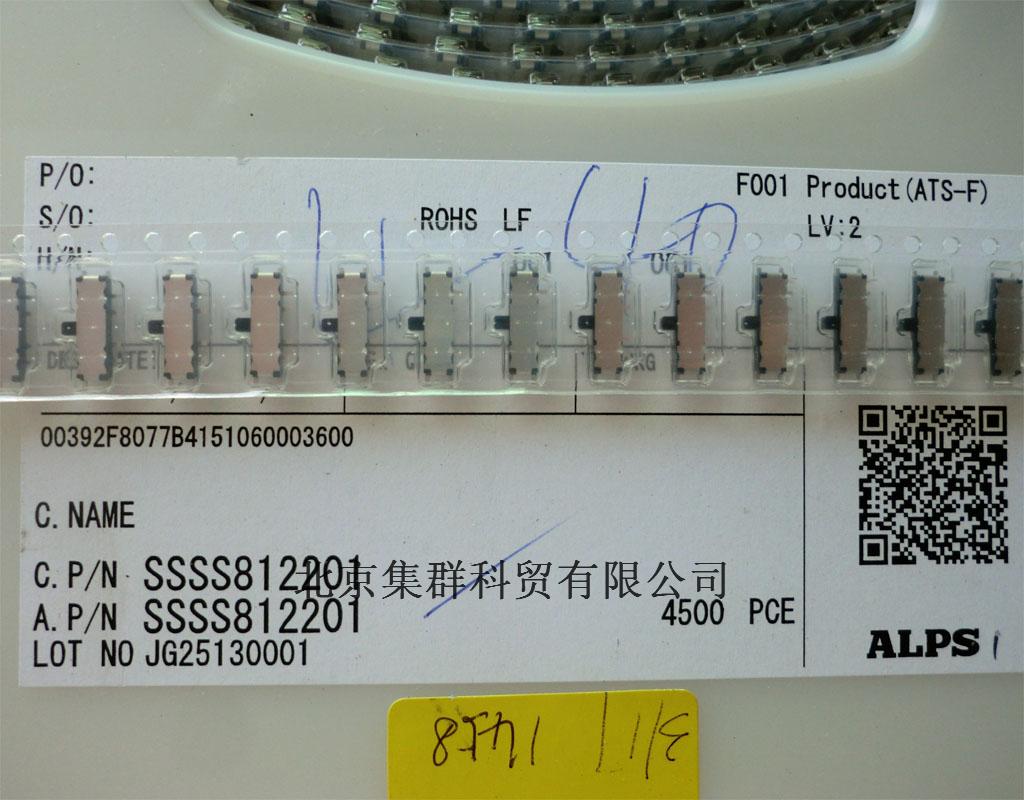 P/O:
F001 Product(ATS-F)
S/O:
ROHS LF
LV:2
00392F8077B4151060003600
C. NAME
C. P/N SSSS812201
北京集群科贸有限公司
A. P/N SSSS812201
4500 PCE
LOT NO JG25130001
ALPS